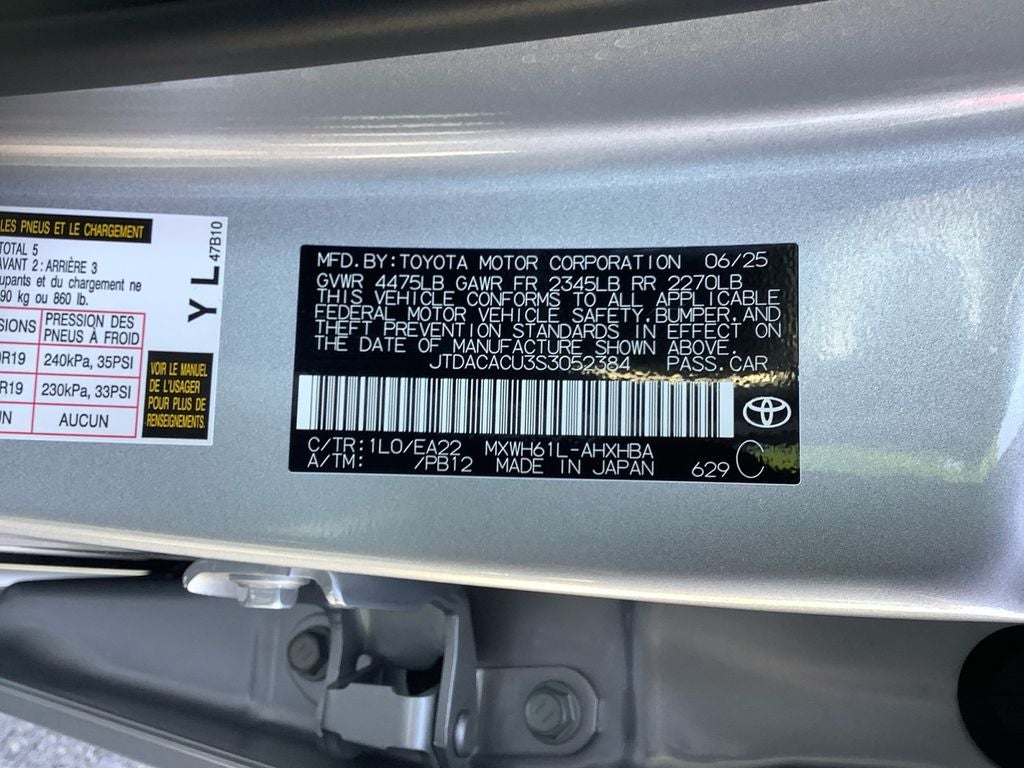 LES PNEUS ET LE CHARGEMENT
TOTAL 5
AVANT 2: ARRIÈRE 3
cupants et du chargement ne
90 kg ou 860 lb.
SIONS PRESSION DES PNEUS À FROID
R19 240kPa, 35PSI
R19 230kPa, 33PSI
UN AUCUN
VOIR LE MANUEL
DE L'USAGER
POUR PLUS DE
RENSEIGNEMENTS.
YL 47B10
MFD. BY: TOYOTA MOTOR CORPORATION 06/25
GVWR 4475LB GAWR FR 2345LB RR 2270LB
THIS VEHICLE CONFORMS TO ALL APPLICABLE
FEDERAL MOTOR VEHICLE SAFETY, BUMPER, AND
THEFT PREVENTION STANDARDS IN EFFECT ON
THE DATE OF MANUFACTURE SHOWN ABOVE.
JTDACACU3S3052384 PASS. CAR
C/TR: 1L0/EA22 MXWH61L-AHXHBA
A/TM: /PB12 MADE IN JAPAN 629 C